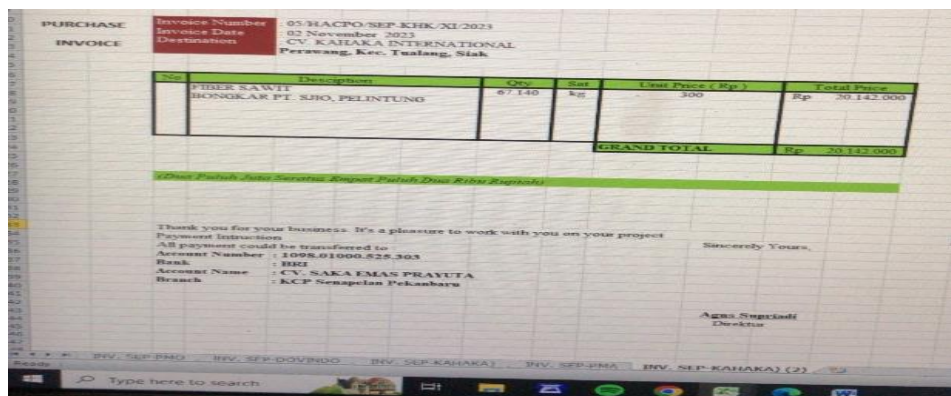 PURCHASE INVOICE
Invoice Number : 05/HACPO/SEP-KHK/XI/2023
Invoice Date : 02 November 2023
Destination : CV. KAHAKA INTERNATIONAL
Perawang, Kec. Tualang, Siak
No Desciption Qty Sat Unit Price ( Rp ) Total Price
FIBER SAWIT 67.140 kg 300 Rp 20.142.000
BONGKAR PT. SJIO, PELINTUNG
GRAND TOTAL Rp 20.142.000
(Dua Puluh Juta Seratus Empat Puluh Dua Ribu Rupiah)
Thank you for your business. It's a pleasure to work with you on your project
Payment Intruction
All payment could be transferred to
Account Number : 1098.01000.525.303
Bank : BRI
Account Name : CV. SAKA EMAS PRAYUTA
Branch : KCP Senapelan Pekanbaru
Sincerely Yours,
Agus Supriadi
Direktur
INV. SEP-PMO INV. SEP-DOVINDO INV. SEP-KAHAKA) INV. SEP-PMA INV. SEP-KAHAKA) (2)
Ready
Type here to search